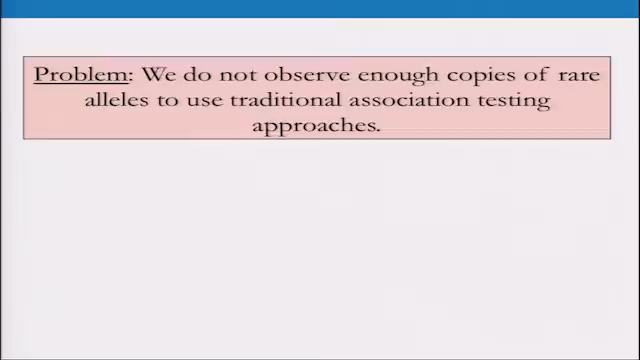 Problem: We do not observe enough copies of rare
alleles to use traditional association testing
approaches.